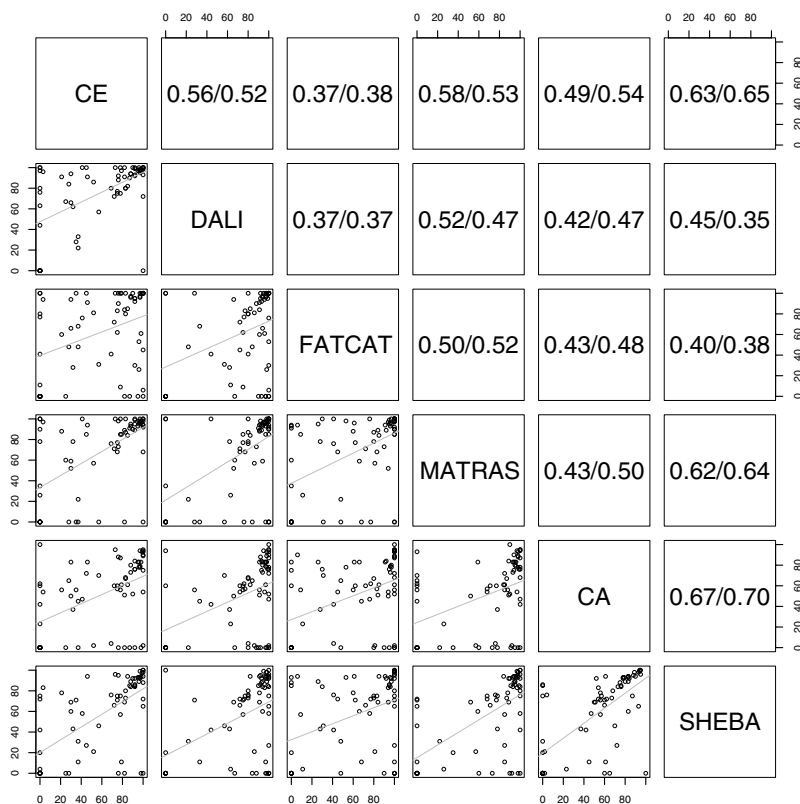 0 20 40 60 80 0 20 40 60 80 0 20 40 60 80
CE 0.56/0.52 0.37/0.38 0.58/0.53 0.49/0.54 0.63/0.65
0 20 40 60 80
0 20 40 60 80
DALI 0.37/0.37 0.52/0.47 0.42/0.47 0.45/0.35
FATCAT 0.50/0.52 0.43/0.48 0.40/0.38
0 20 40 60 80
0 20 40 60 80
MATRAS 0.43/0.50 0.62/0.64
CA 0.67/0.70
0 20 40 60 80
0 20 40 60 80
SHEBA
0 20 40 60 80 0 20 40 60 80 0 20 40 60 80